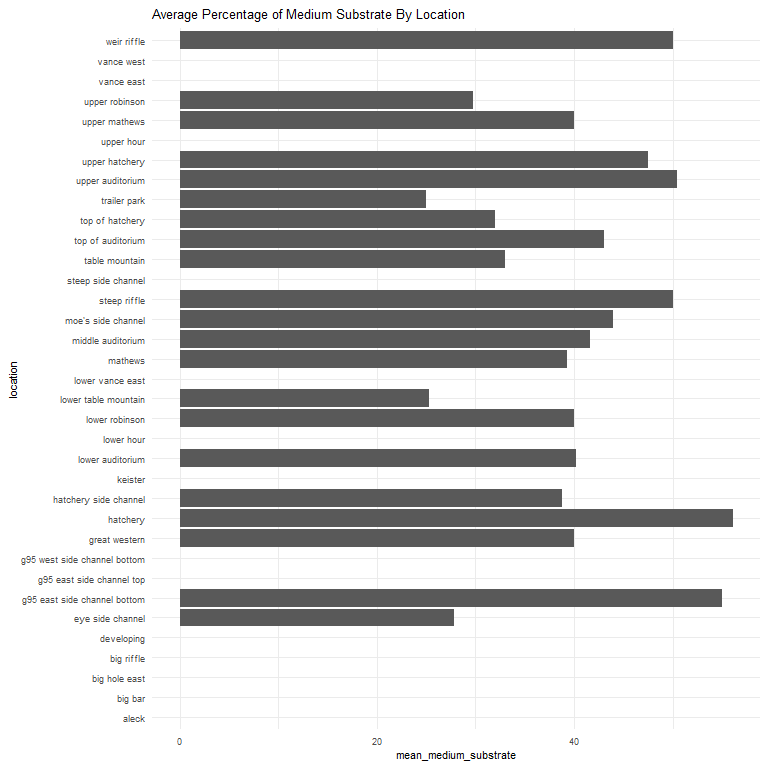 Average Percentage of Medium Substrate By Location
weir riffle
vance west
vance east
upper robinson
upper mathews
upper hour
upper hatchery
upper auditorium
trailer park
top of hatchery
top of auditorium
table mountain
steep side channel
steep riffle
moe's side channel
middle auditorium
mathews
lower vance east
lower table mountain
lower robinson
lower hour
lower auditorium
keister
hatchery side channel
hatchery
great western
g95 west side channel bottom
g95 east side channel top
g95 east side channel bottom
eye side channel
developing
big riffle
big hole east
big bar
aleck
location
0 20 40
mean_medium_substrate